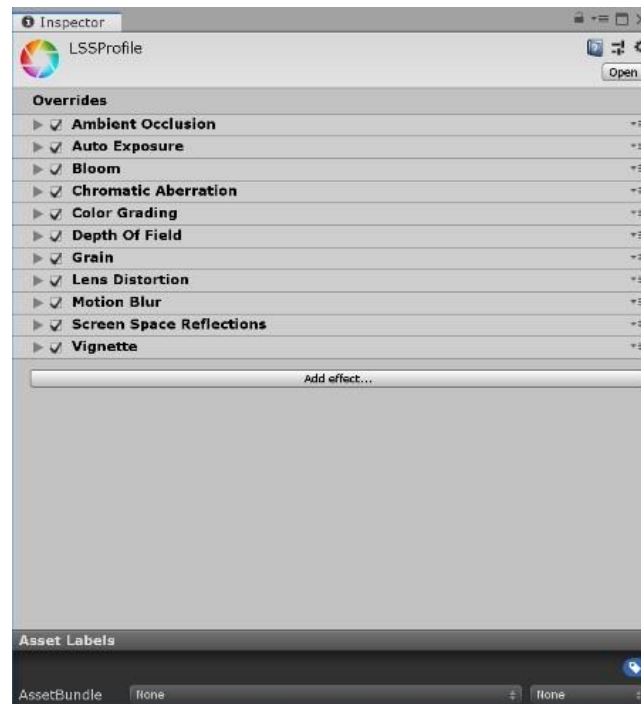 Inspector
LSSProfile
Open
Overrides
Ambient Occlusion
Auto Exposure
Bloom
Chromatic Aberration
Color Grading
Depth Of Field
Grain
Lens Distortion
Motion Blur
Screen Space Reflections
Vignette
Add effect...
Asset Labels
AssetBundle None None